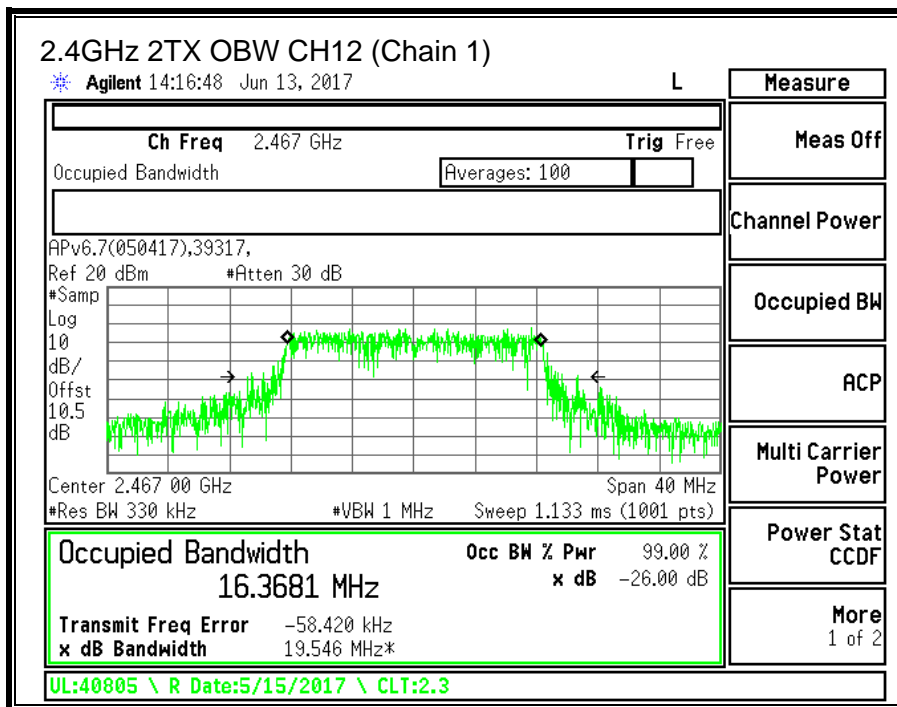 2.4GHz 2TX OBW CH12 (Chain 1)
Agilent 14:16:48 Jun 13, 2017 L
Ch Freq 2.467 GHz Trig Free
Occupied Bandwidth Averages: 100
APv6.7(050417),39317,
Ref 20 dBm #Atten 30 dB
#Samp
Log
10
dB/
Offst
10.5
dB
Center 2.467 00 GHz Span 40 MHz
#Res BW 330 kHz #VBW 1 MHz Sweep 1.133 ms (1001 pts)
Occupied Bandwidth Occ BW % Pwr 99.00 %
16.3681 MHz x dB -26.00 dB
Transmit Freq Error -58.420 kHz
x dB Bandwidth 19.546 MHz*
UL:40805 \ R Date:5/15/2017 \ CLT:2.3
Measure
Meas Off
Channel Power
Occupied BW
ACP
Multi Carrier
Power
Power Stat
CCDF
More
1 of 2